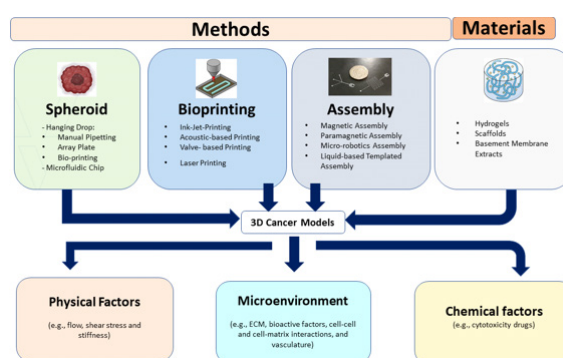 Methods
Materials
Spheroid
- Hanging Drop:
• Manual Pipetting
• Array Plate
• Bio-printing
- Microfluidic Chip
Bioprinting
• Ink-Jet-Printing
• Acoustic-based Printing
• Valve- based Printing
• Laser Printing
Assembly
• Magnetic Assembly
• Paramagnetic Assembly
• Micro-robotics Assembly
• Liquid-based Templated
Assembly
• Hydrogels
• Scaffolds
• Basement Membrane
Extracts
3D Cancer Models
Physical Factors
(e.g., flow, shear stress and
stiffness)
Microenvironment
(e.g., ECM, bioactive factors, cell-cell
and cell-matrix interactions, and
vasculature)
Chemical factors
(e.g., cytotoxicity drugs)